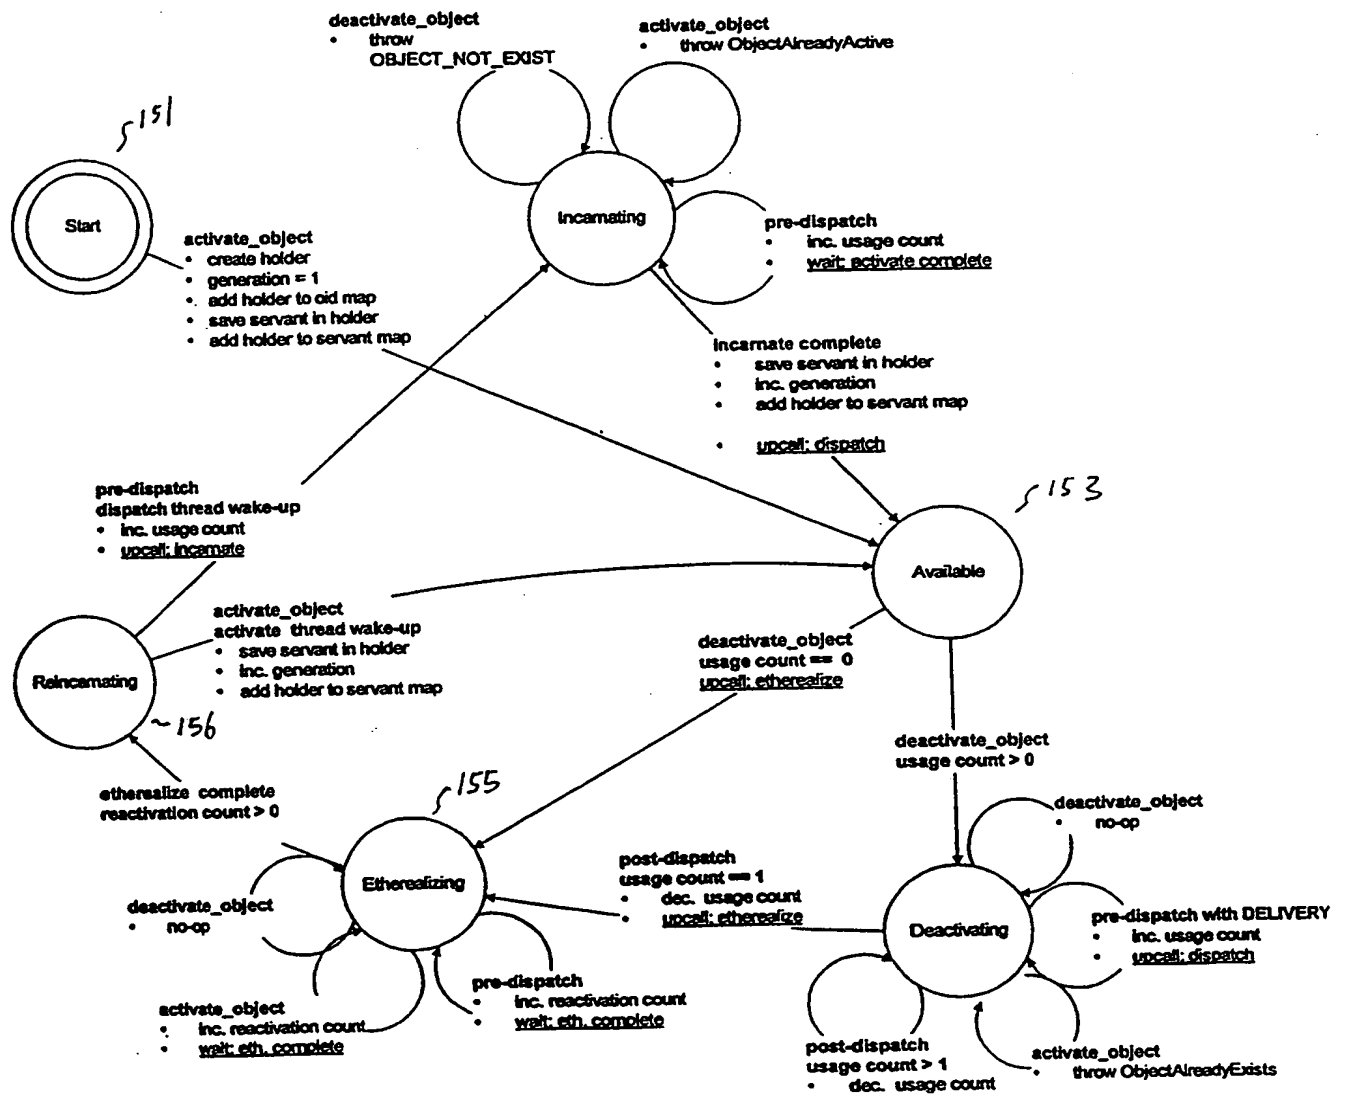 deactivate_object
• throw
OBJECT_NOT_EXIST
activate_object
• throw ObjectAlreadyActive
151
Start
activate_object
• create holder
• generation = 1
• add holder to oid map
• save servant in holder
• add holder to servant map
Incarnating
pre-dispatch
• inc. usage count
• wait: activate complete
incarnate complete
• save servant in holder
• inc. generation
• add holder to servant map
• upcall: dispatch
pre-dispatch
dispatch thread wake-up
• inc. usage count
• upcall: incarnate
153
Available
activate_object
activate thread wake-up
• save servant in holder
• inc. generation
• add holder to servant map
Reincarnating
156
deactivate_object
usage count == 0
upcall: etherealize
deactivate_object
usage count > 0
etherealize complete
reactivation count > 0
155
Etherealizing
deactivate_object
• no-op
post-dispatch
usage count == 1
• dec. usage count
• upcall: etherealize
deactivate_object
• no-op
Deactivating
pre-dispatch with DELIVERY
• inc. usage count
• upcall: dispatch
activate_object
• inc. reactivation count
• wait: eth. complete
pre-dispatch
• inc. reactivation count
• wait: eth. complete
post-dispatch
usage count > 1
• dec. usage count
activate_object
• throw ObjectAlreadyExists